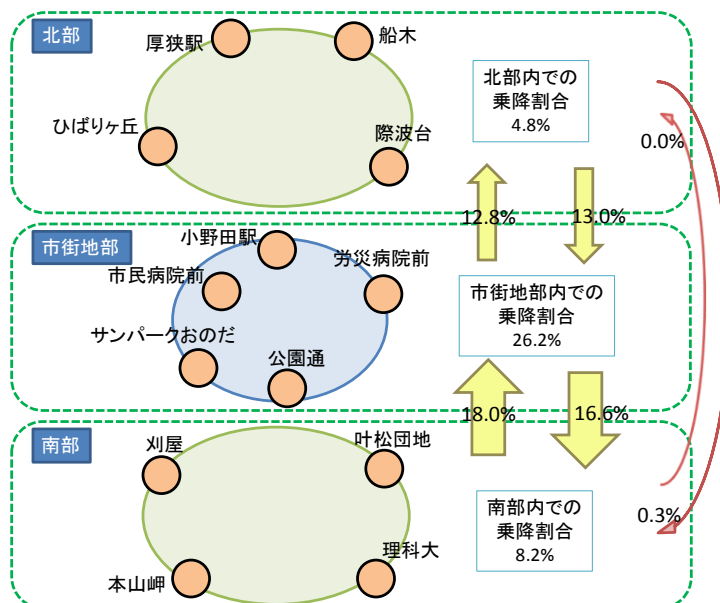 北部
厚狭駅
船木
ひばりヶ丘
際波台
北部内での
乗降割合
4.8%
0.0%
12.8%
13.0%
市街地部
小野田駅
市民病院前
労災病院前
サンパークおのだ
公園通
市街地部内での
乗降割合
26.2%
18.0%
16.6%
南部
刈屋
叶松団地
本山岬
理科大
南部内での
乗降割合
8.2%
0.3%